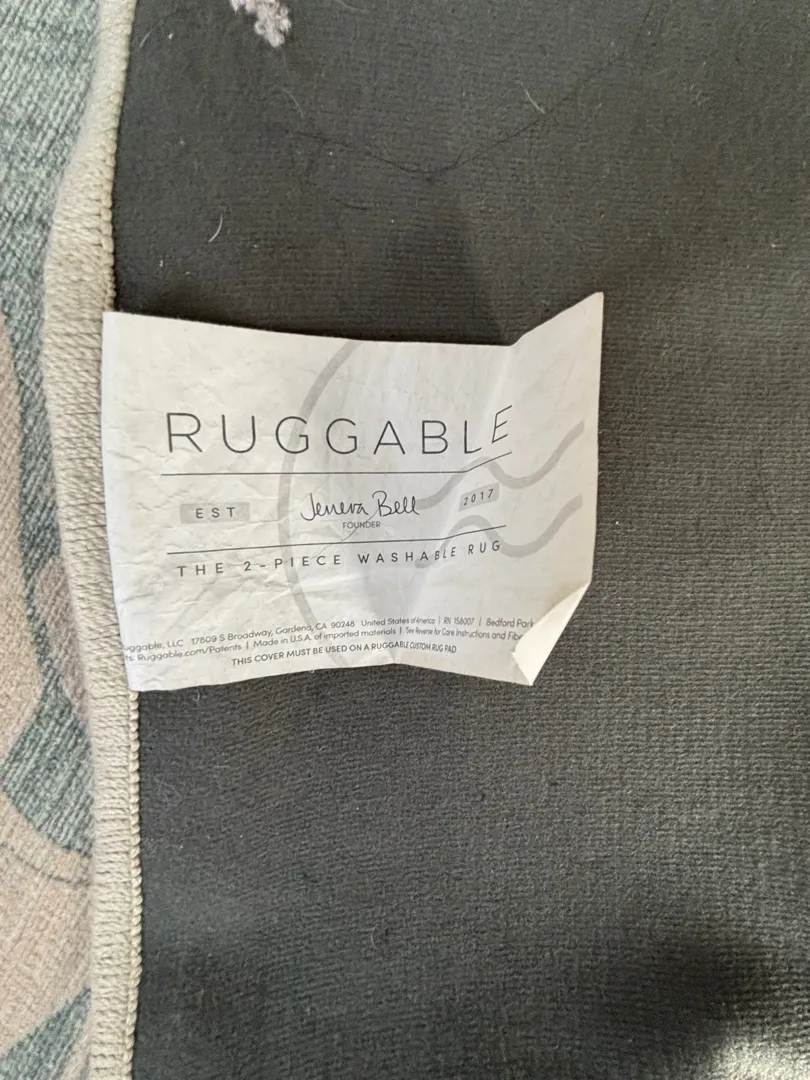 RUGGABLE
EST Jeneva Bell 2017
FOUNDER
THE 2-PIECE WASHABLE RUG
uggable, LLC 17809 S Broadway, Gardena, CA 90248 United States of America | RN 158007 | Bedford Park
Ruggable.com/Patents | Made in U.S.A. of imported materials | See Reverse for Care Instructions and
THIS COVER MUST BE USED ON A RUGGABLE CUSTOM RUG PAD